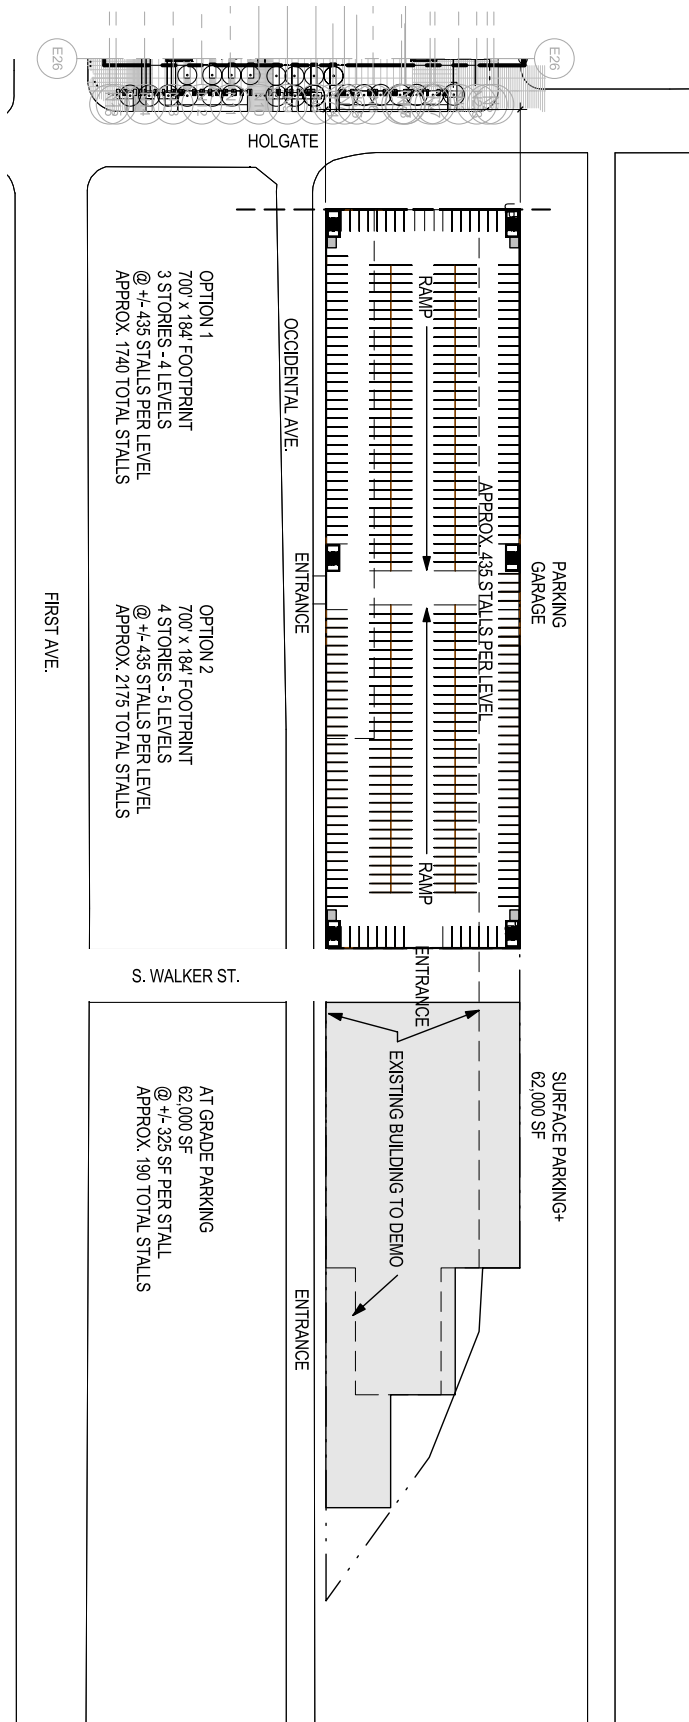 E26
E26
HOLGATE
OPTION 1
700' x 184' FOOTPRINT
3 STORIES - 4 LEVELS
@ +/- 435 STALLS PER LEVEL
APPROX. 1740 TOTAL STALLS
OCCIDENTAL AVE.
RAMP
APPROX. 435 STALLS PER LEVEL
PARKING
GARAGE
ENTRANCE
FIRST AVE.
OPTION 2
700' x 184' FOOTPRINT
4 STORIES - 5 LEVELS
@ +/- 435 STALLS PER LEVEL
APPROX. 2175 TOTAL STALLS
RAMP
ENTRANCE
S. WALKER ST.
EXISTING BUILDING TO DEMO
SURFACE PARKING+
62,000 SF
AT GRADE PARKING
62,000 SF
@ +/- 325 SF PER STALL
APPROX. 190 TOTAL STALLS
ENTRANCE